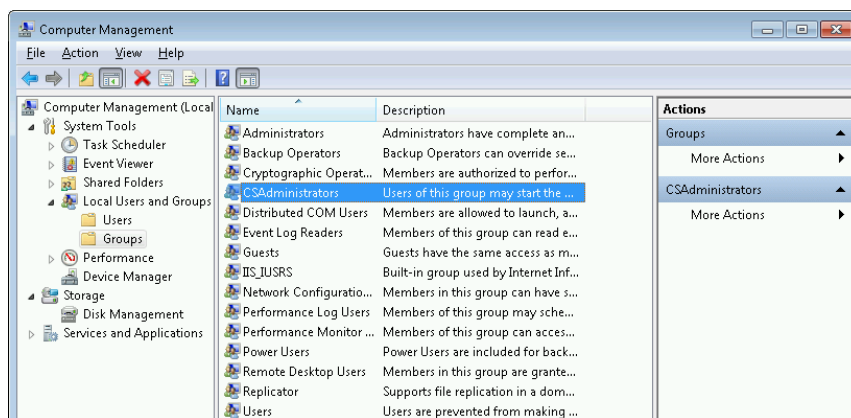 Computer Management
File Action View Help
Computer Management (Local
System Tools
Task Scheduler
Event Viewer
Shared Folders
Local Users and Groups
Users
Groups
Performance
Device Manager
Storage
Disk Management
Services and Applications
Name Description
Administrators Administrators have complete an...
Backup Operators Backup Operators can override se...
Cryptographic Operat... Members are authorized to perfor...
CSAdministrators Users of this group may start the ...
Distributed COM Users Members are allowed to launch, a...
Event Log Readers Members of this group can read e...
Guests Guests have the same access as m...
IIS_IUSRS Built-in group used by Internet Inf...
Network Configuratio... Members in this group can have s...
Performance Log Users Members of this group may sche...
Performance Monitor ... Members of this group can acces...
Power Users Power Users are included for back...
Remote Desktop Users Members in this group are grante...
Replicator Supports file replication in a dom...
Users Users are prevented from making ...
Actions
Groups
More Actions
CSAdministrators
More Actions